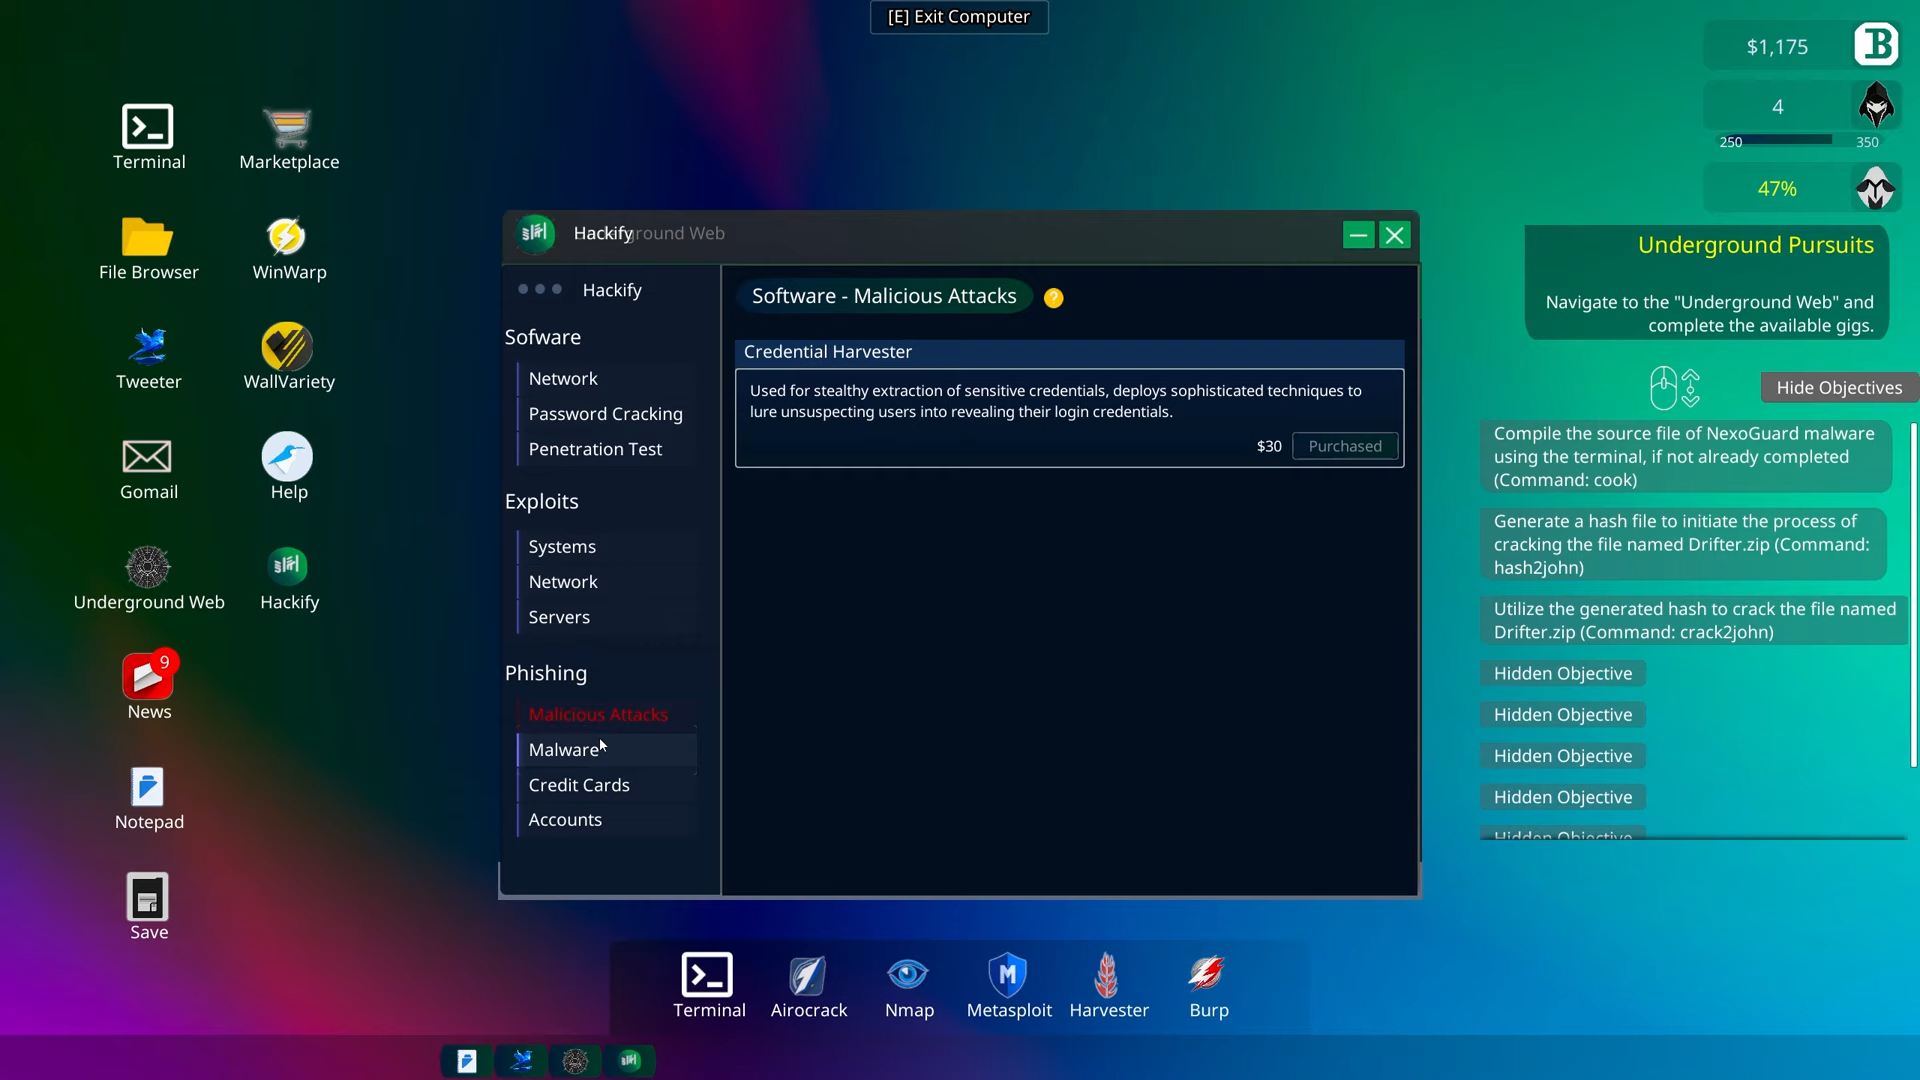 [E] Exit Computer
$1,175
B
4
250
350
47%
Terminal
Marketplace
File Browser
WinWarp
Tweeter
WallVariety
Gomail
Help
Underground Web
Hackify
9
News
Notepad
Save
Hackify
Underground Web
Hackify
Sofware
Network
Password Cracking
Penetration Test
Exploits
Systems
Network
Servers
Phishing
Malicious Attacks
Malware
Credit Cards
Accounts
Software - Malicious Attacks
?
Credential Harvester
Used for stealthy extraction of sensitive credentials, deploys sophisticated techniques to
lure unsuspecting users into revealing their login credentials.
$30
Purchased
Underground Pursuits
Navigate to the "Underground Web" and
complete the available gigs.
Hide Objectives
Compile the source file of NexoGuard malware
using the terminal, if not already completed
(Command: cook)
Generate a hash file to initiate the process of
cracking the file named Drifter.zip (Command:
hash2john)
Utilize the generated hash to crack the file named
Drifter.zip (Command: crack2john)
Hidden Objective
Hidden Objective
Hidden Objective
Hidden Objective
Hidden Objective
M
Terminal
Airocrack
Nmap
Metasploit
Harvester
Burp